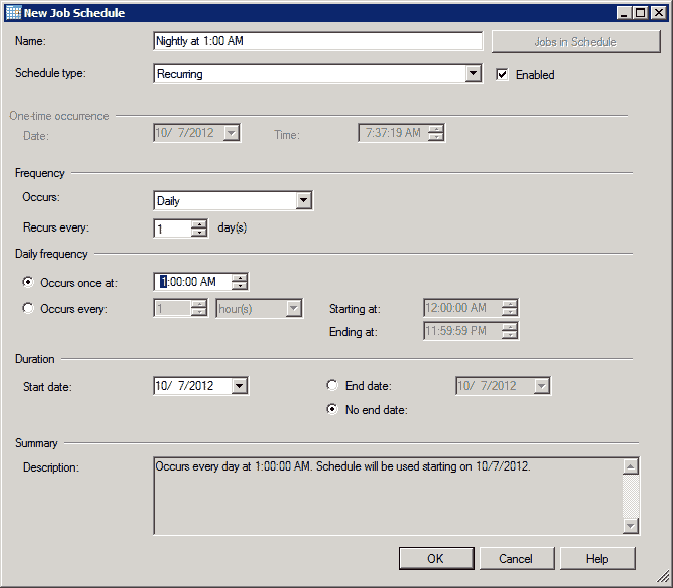 New Job Schedule
Name: Nightly at 1:00 AM Jobs in Schedule
Schedule type: Recurring Enabled
One-time occurrence
Date: 10/ 7/2012 Time: 7:37:19 AM
Frequency
Occurs: Daily
Recurs every: 1 day(s)
Daily frequency
Occurs once at: 1:00:00 AM
Occurs every: 1 hour(s) Starting at: 12:00:00 AM
Ending at: 11:59:59 PM
Duration
Start date: 10/ 7/2012 End date: 10/ 7/2012
No end date:
Summary
Description: Occurs every day at 1:00:00 AM. Schedule will be used starting on 10/7/2012.
OK Cancel Help